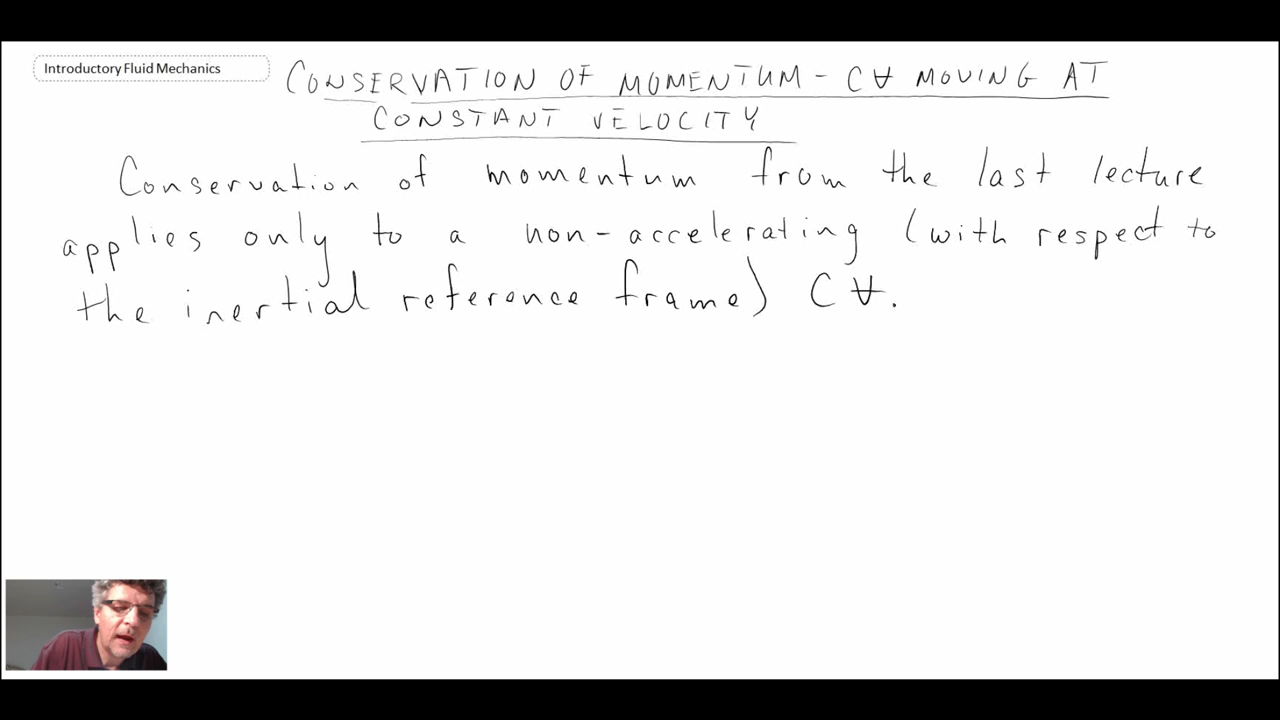 Introductory Fluid Mechanics
CONSERVATION OF MOMENTUM - C∀ MOVING AT
CONSTANT VELOCITY
Conservation of momentum from the last lecture
applies only to a non-accelerating (with respect to
the inertial reference frame) C∀.